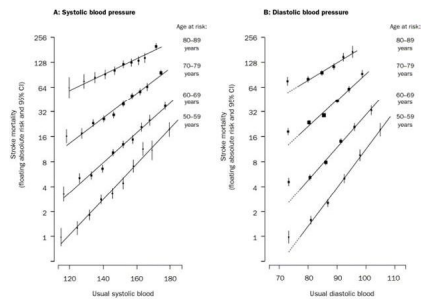 A: Systolic blood pressure
Age at risk:
80–89
years
70–79
years
60–69
years
50–59
years
256
128
64
32
16
8
4
2
1
Stroke mortality
(floating absolute risk and 95% CI)
120
140
160
180
Usual systolic blood
B: Diastolic blood pressure
Age at risk:
80–89
years
70–79
years
60–69
years
50–59
years
256
128
64
32
16
8
4
2
1
Stroke mortality
(floating absolute risk and 95% CI)
70
80
90
100
110
Usual diastolic blood